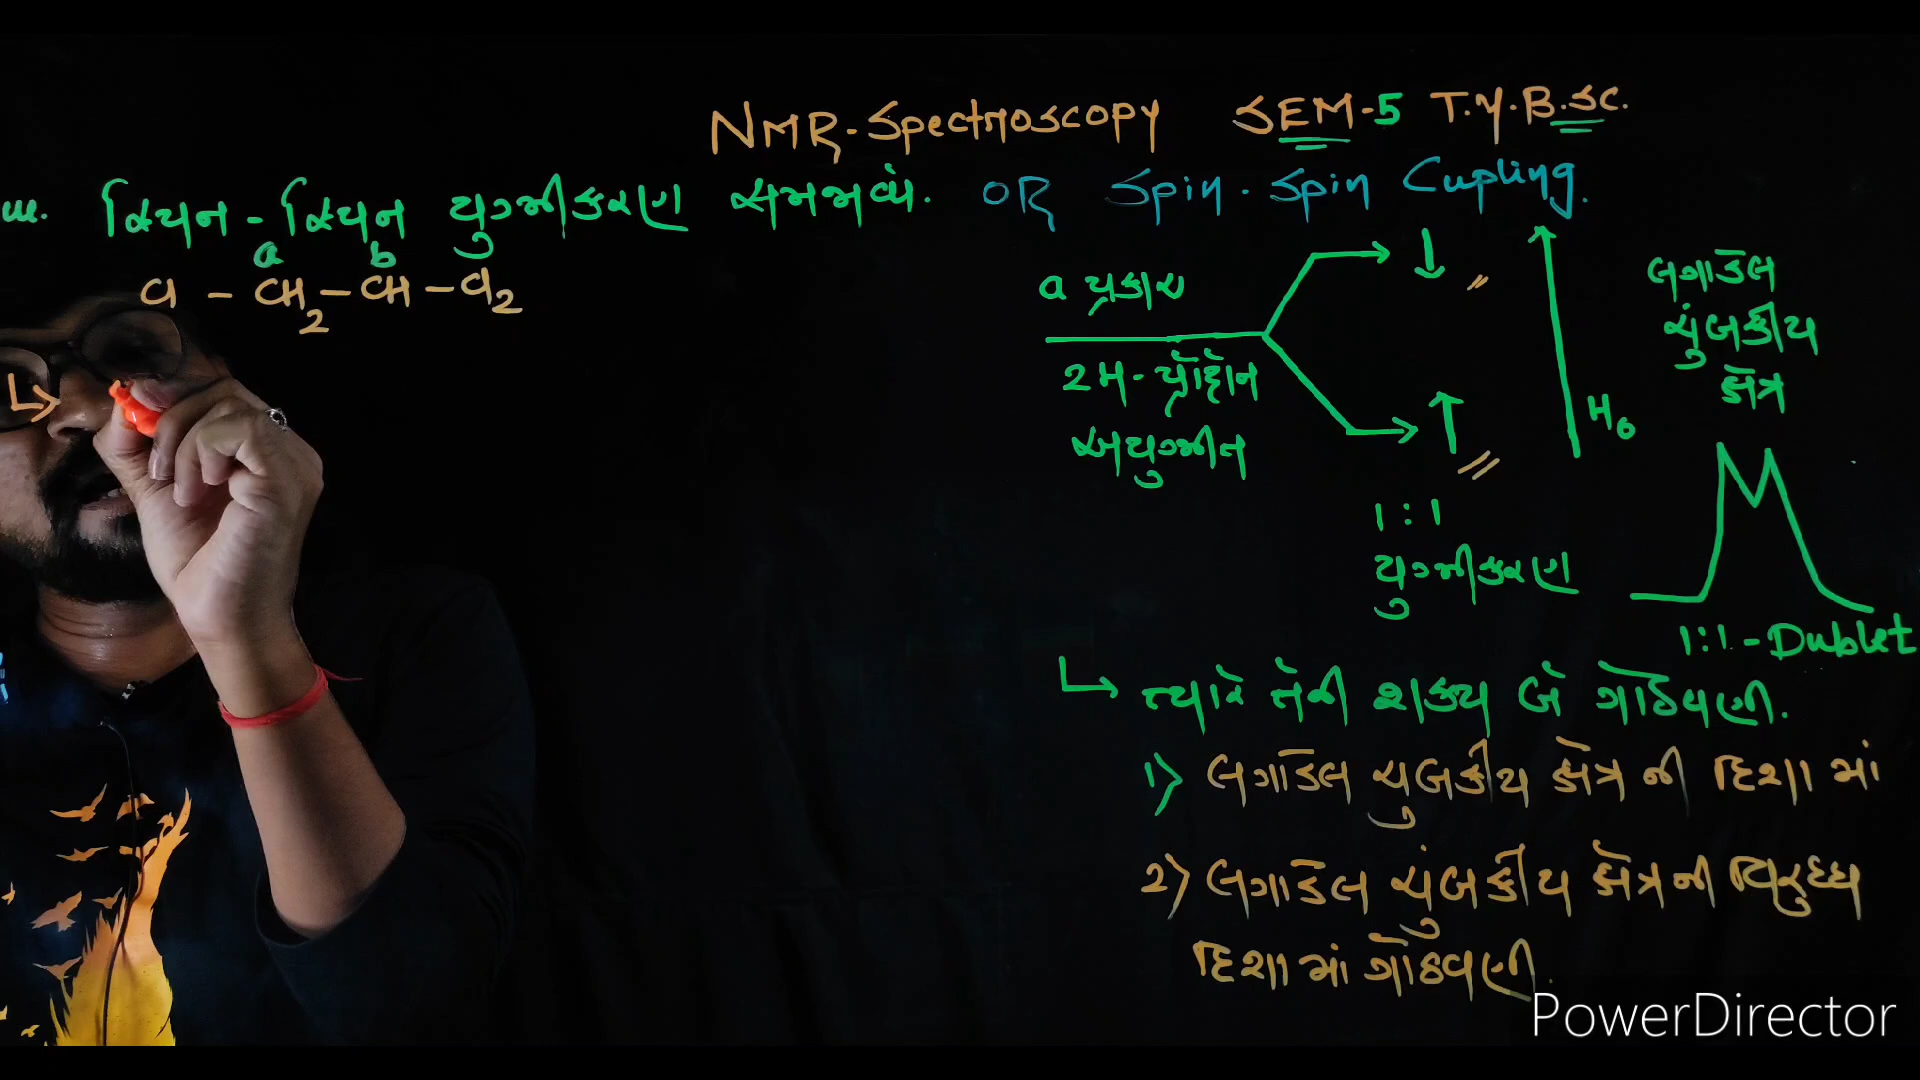 NMR-Spectroscopy SEM-5 T.Y.B.Sc.
સ્પિન-સ્પિન યુગ્મીકરણ સમજાવો. OR Spin-Spin Cupling.
a b
Cl - CH2 - CH - Cl2
a પ્રકાર
2H-પ્રોટોન
અયુગ્મીત
H0
લગાડેલ
ચુંબકીય
ક્ષેત્ર
1:1
યુગ્મીકરણ
1:1-Dublet
ત્યારે તેની શક્ય બે ગોઠવણી.
1) લગાડેલ ચુબકીય ક્ષેત્ર ની દિશા માં
2) લગાડેલ ચુંબકીય ક્ષેત્રની વિરુધ્ધ
દિશા માં ગોઠવણી.
PowerDirector